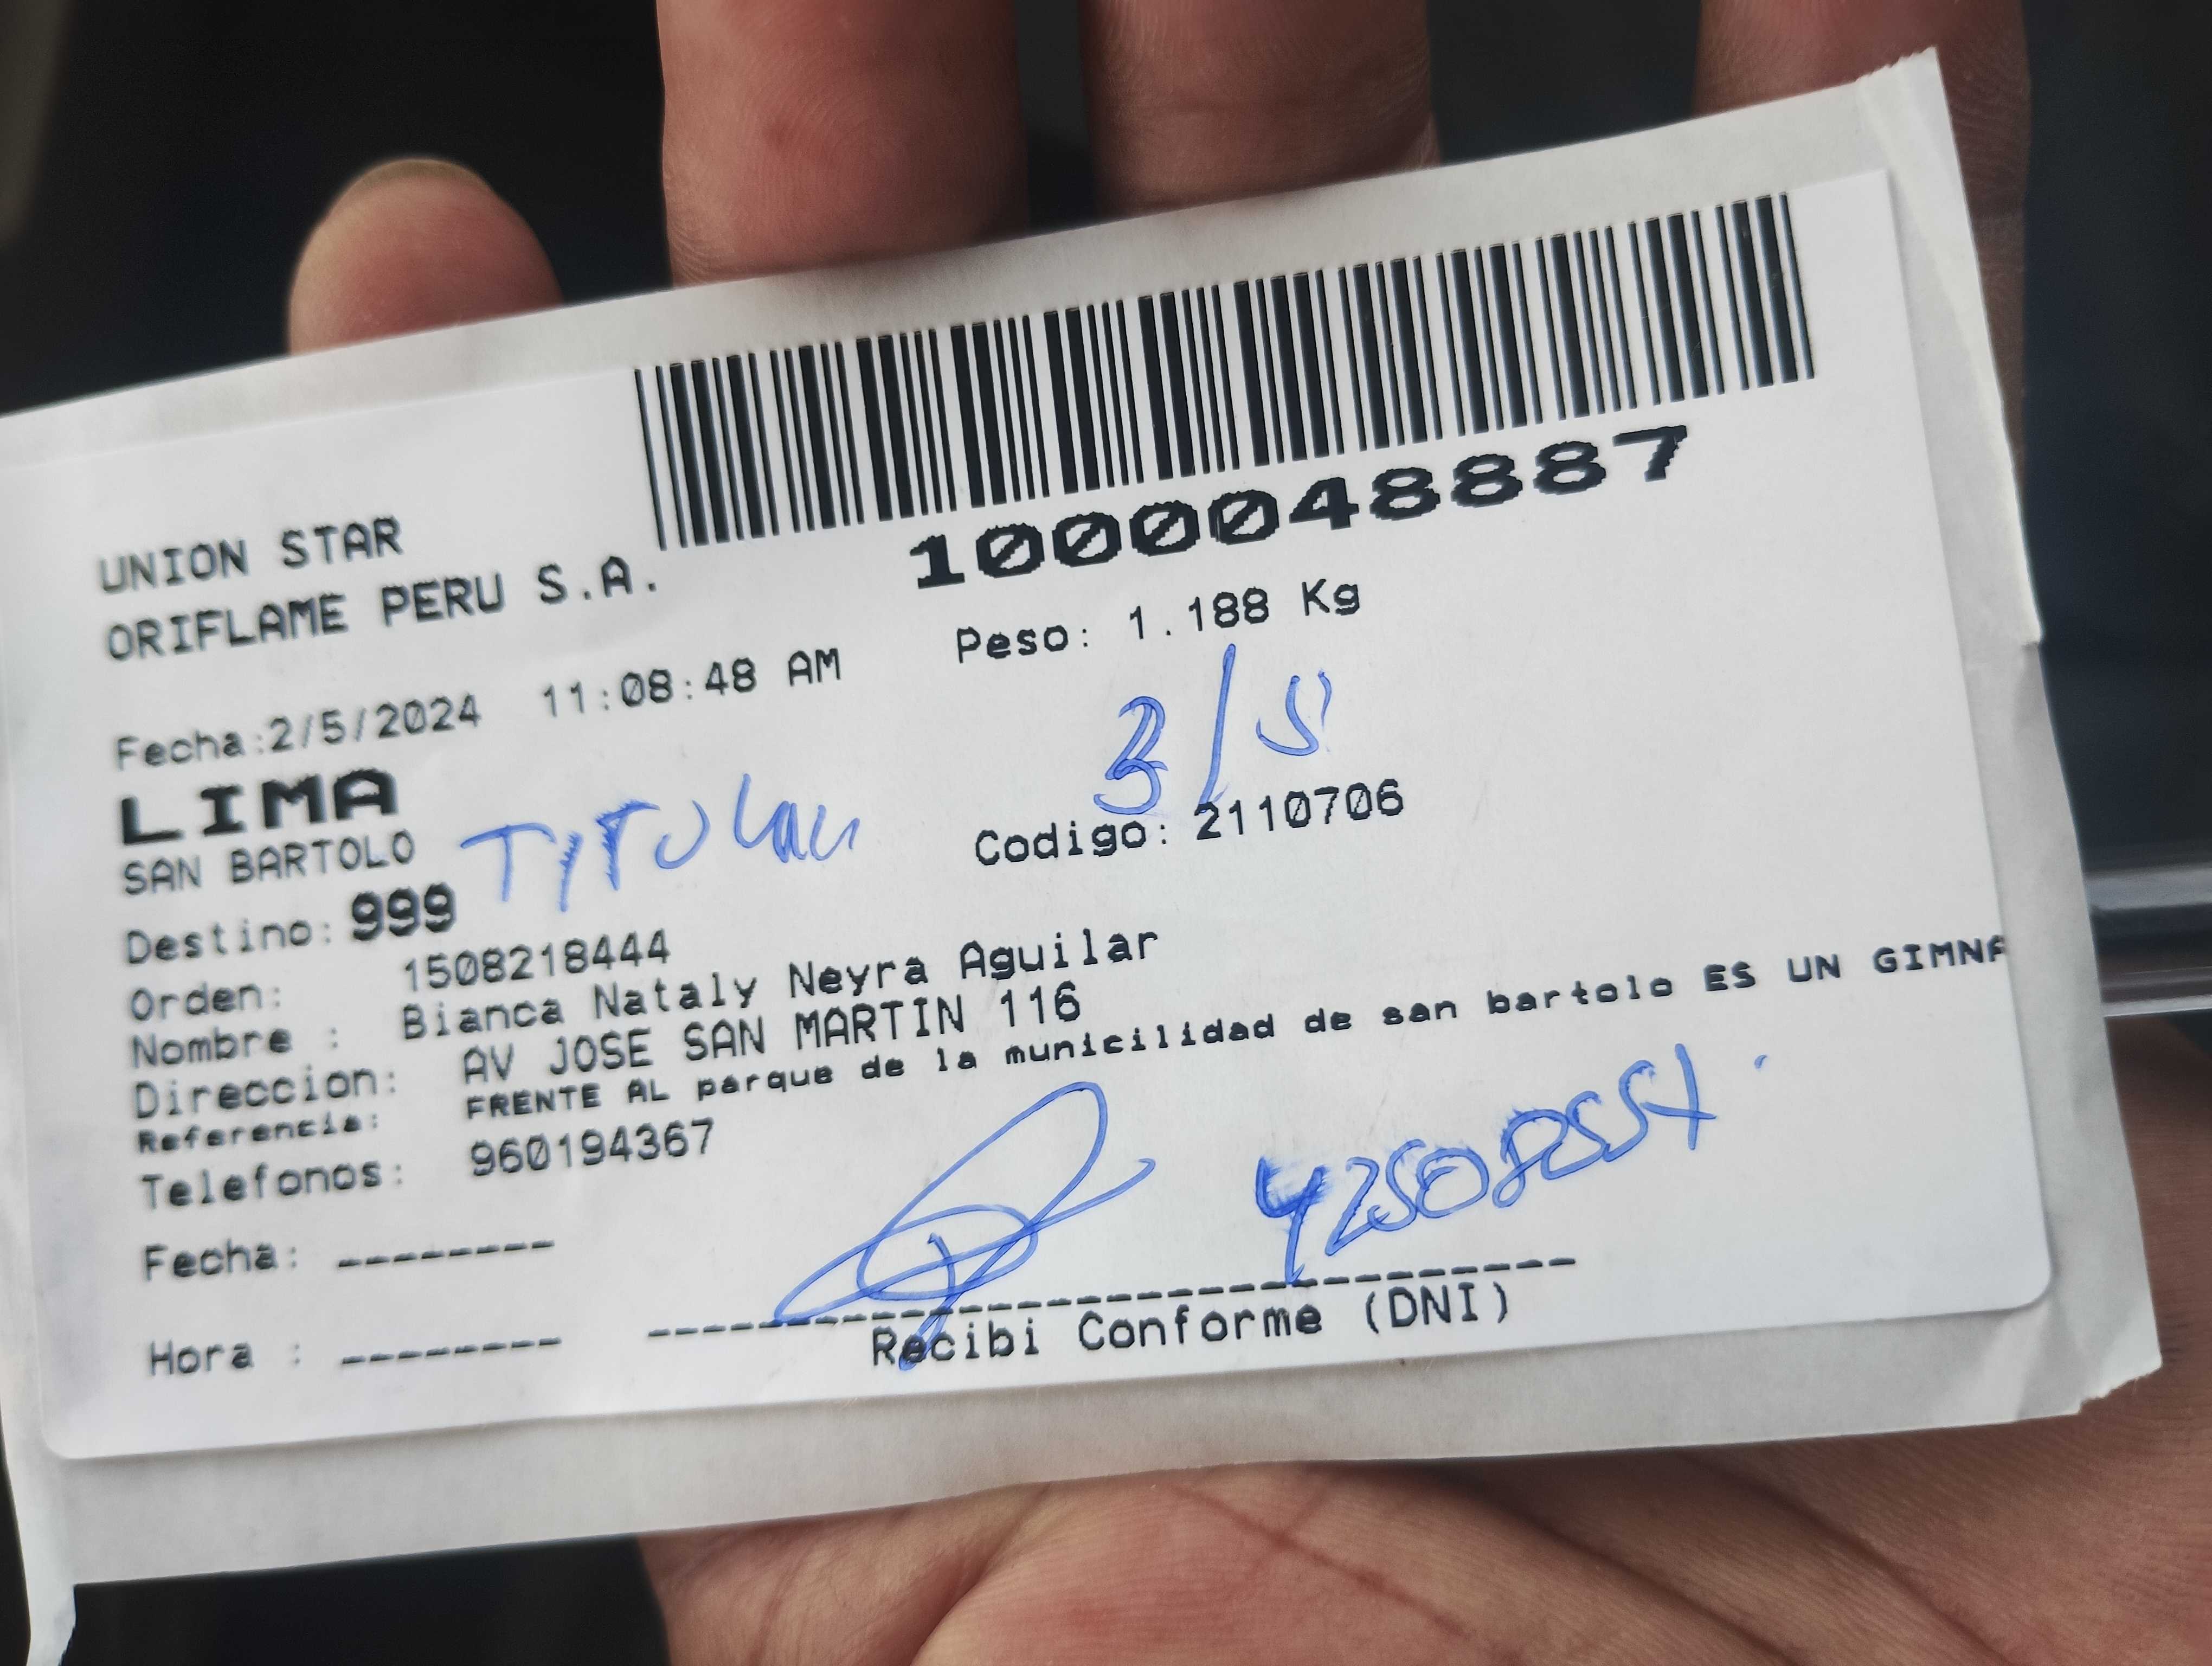 1000048887
UNION STAR
ORIFLAME PERU S.A.
Peso: 1.188 Kg
Fecha:2/5/2024 11:08:48 AM
3/5
LIMA
SAN BARTOLO
TITULAR
Codigo: 2110706
Destino: 999
Orden: 1508218444
Nombre : Bianca Nataly Neyra Aguilar
Direccion: AV JOSE SAN MARTIN 116
Referencia: FRENTE AL parque de la municilidad de san bartolo ES UN GIMNA
Telefonos: 960194367
Fecha: --------
Hora : --------
Recibi Conforme (DNI)